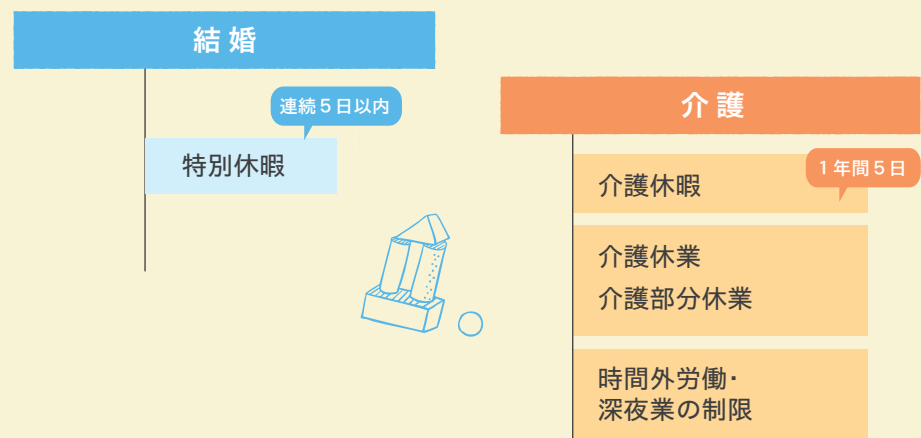 結婚
連続5日以内
特別休暇
介護
1年間5日
介護休暇
介護休業
介護部分休業
時間外労働・
深夜業の制限